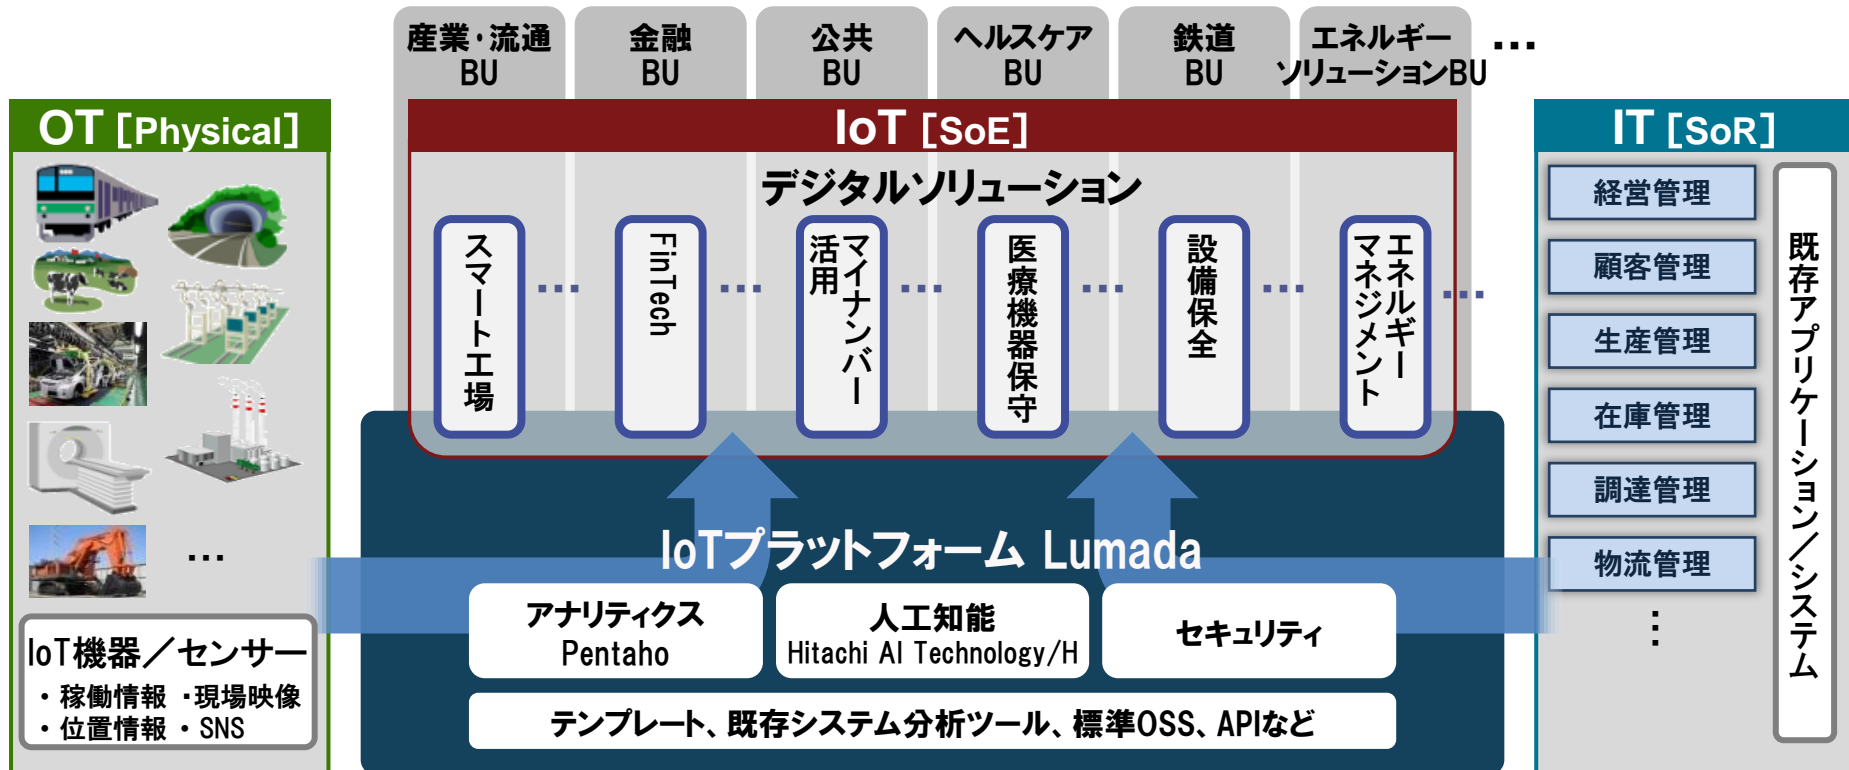 産業・流通
BU
金融
BU
公共
BU
ヘルスケア
BU
鉄道
BU
エネルギー
ソリューションBU
…
OT [Physical]
…
IoT機器／センサー
・稼働情報 ・現場映像
・位置情報 ・SNS
IoT [SoE]
デジタルソリューション
スマート工場
…
FinTech
…
マイナンバー
活用
…
医療機器保守
…
設備保全
…
エネルギー
マネジメント
…
IoTプラットフォーム Lumada
アナリティクス
Pentaho
人工知能
Hitachi AI Technology/H
セキュリティ
テンプレート、既存システム分析ツール、標準OSS、APIなど
IT [SoR]
経営管理
顧客管理
生産管理
在庫管理
調達管理
物流管理
…
既存アプリケーション／システム